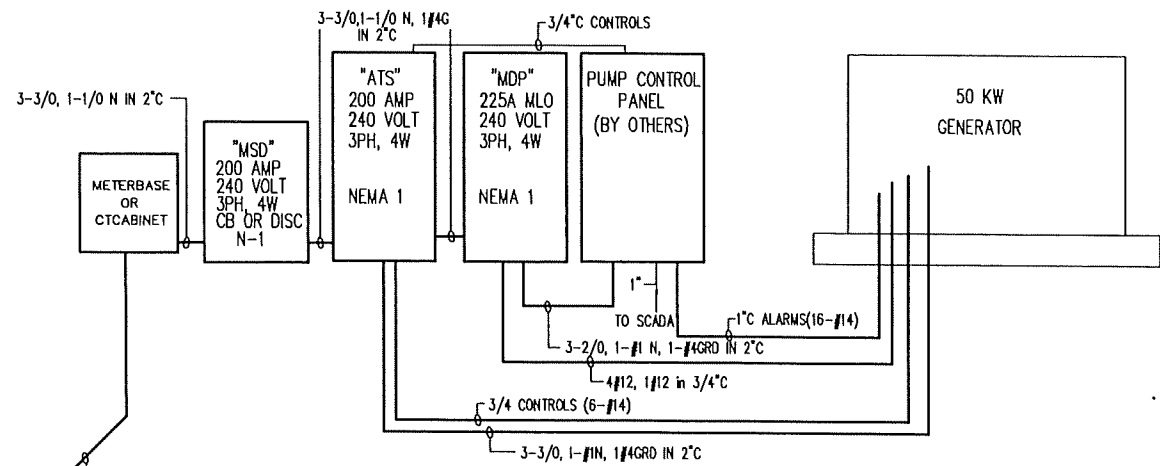 3-3/0,1-1/0 N, 1#4G
IN 2"C
3/4"C CONTROLS
3-3/0, 1-1/0 N IN 2"C
METERBASE
OR
CTCABINET
"MSD"
200 AMP
240 VOLT
3PH, 4W
CB OR DISC
N-1
"ATS"
200 AMP
240 VOLT
3PH, 4W
NEMA 1
"MDP"
225A MLO
240 VOLT
3PH, 4W
NEMA 1
PUMP CONTROL
PANEL
(BY OTHERS)
50 KW
GENERATOR
1"
TO SCADA
1"C ALARMS(16-#14)
3-2/0, 1-#1 N, 1-#4GRD IN 2"C
4#12, 1#12 in 3/4"C
3/4 CONTROLS (6-#14)
3-3/0, 1-#1N, 1#4GRD IN 2"C